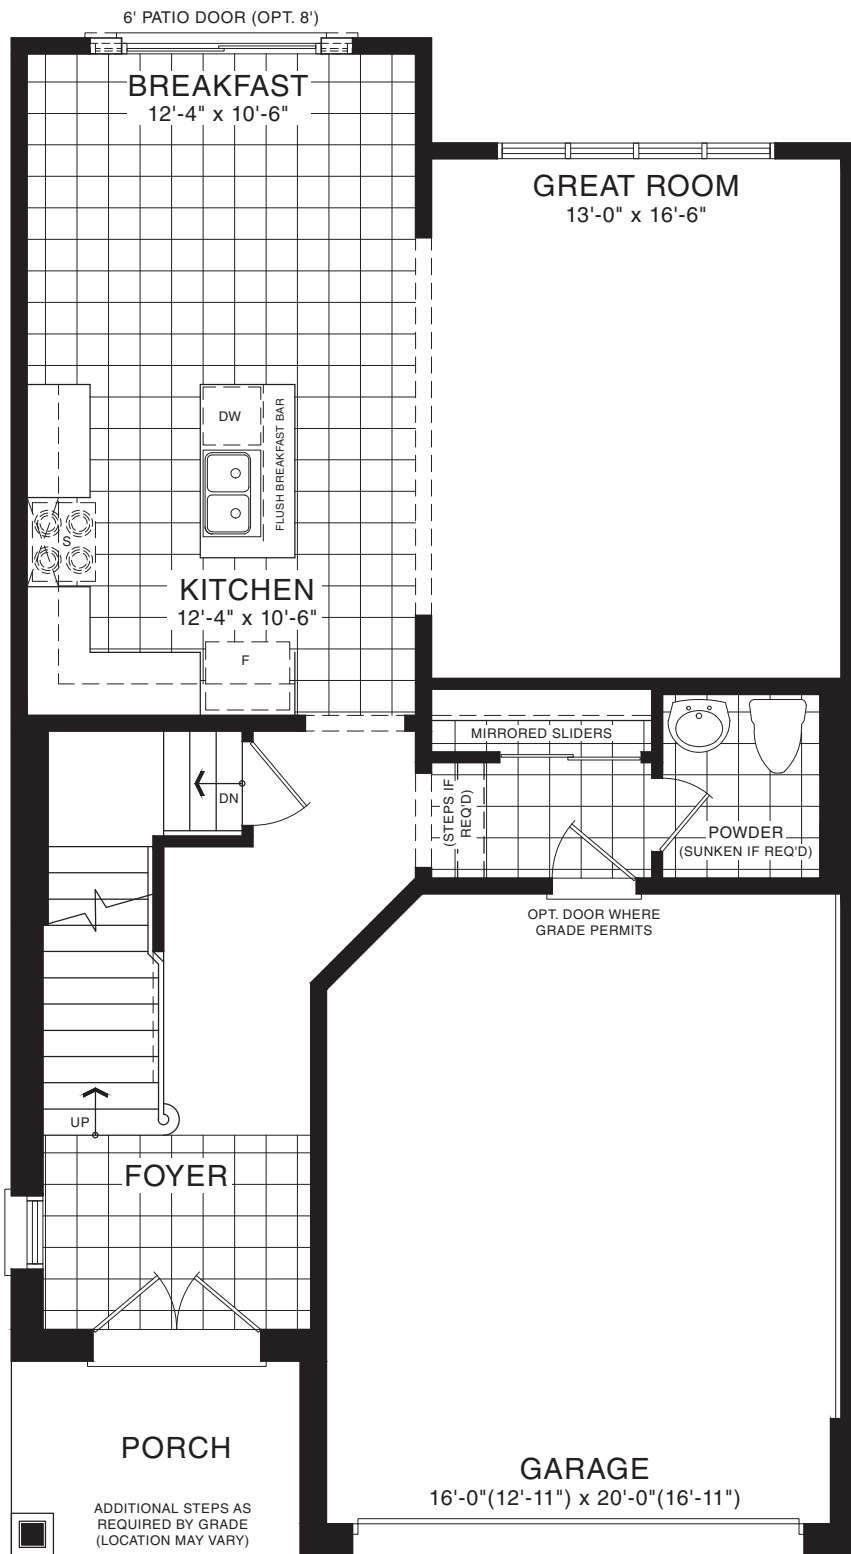 6' PATIO DOOR (OPT. 8')
BREAKFAST
12'-4" x 10'-6"
GREAT ROOM
13'-0" x 16'-6"
DW
FLUSH BREAKFAST BAR
S
KITCHEN
12'-4" x 10'-6"
F
MIRRORED SLIDERS
DN
(STEPS IF
REQ'D)
POWDER
(SUNKEN IF REQ'D)
OPT. DOOR WHERE
GRADE PERMITS
UP
FOYER
PORCH
ADDITIONAL STEPS AS
REQUIRED BY GRADE
(LOCATION MAY VARY)
GARAGE
16'-0"(12'-11") x 20'-0"(16'-11")